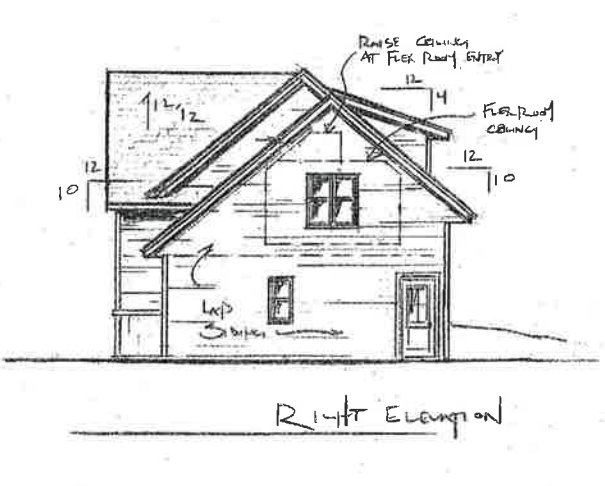 RAISE CEILING
AT FLEX ROOM ENTRY
12
4
FLEX ROOM
CEILING
12/12
12
10
12
10
LAP
SIDING
RIGHT ELEVATION